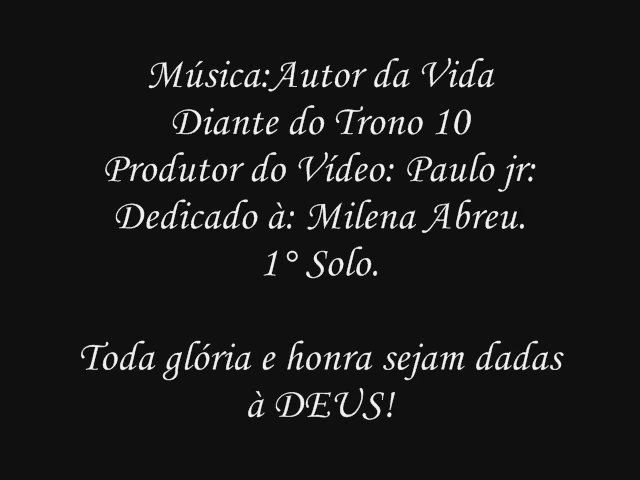 Música:Autor da Vida
Diante do Trono 10
Produtor do Vídeo: Paulo jr:
Dedicado à: Milena Abreu.
1° Solo.
Toda glória e honra sejam dadas
à DEUS!